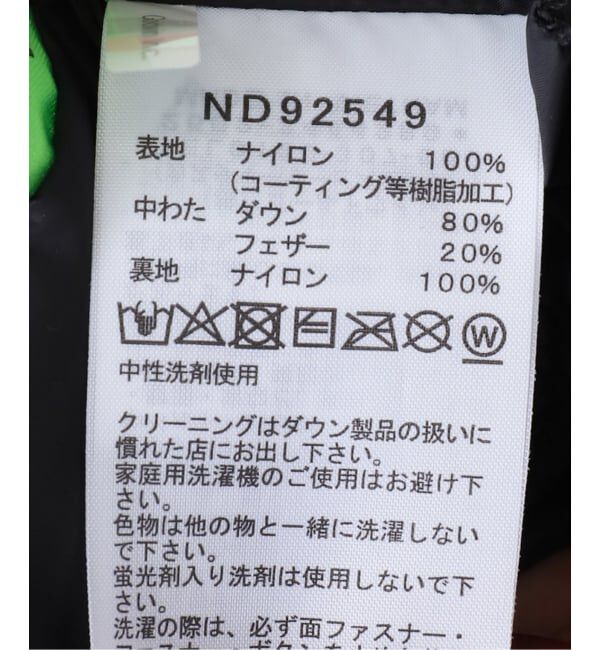 ND92549
表地 ナイロン 100%
(コーティング等樹脂加工)
中わた ダウン 80%
フェザー 20%
裏地 ナイロン 100%
W
中性洗剤使用
クリーニングはダウン製品の扱いに
慣れた店にお出し下さい。
家庭用洗濯機のご使用はお避け下
さい。
色物は他の物と一緒に洗濯しない
で下さい。
蛍光剤入り洗剤は使用しないで下
さい。
洗濯の際は、必ず面ファスナー・